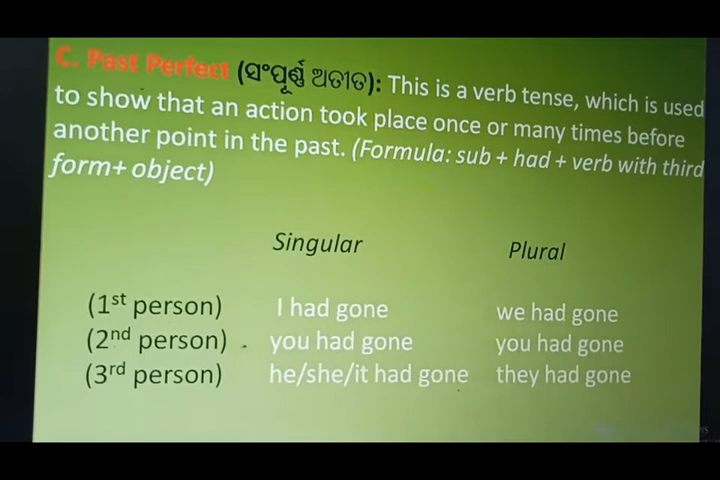 C. Past Perfect (ସଂପୂର୍ଣ୍ଣ ଅତୀତ): This is a verb tense, which is used
to show that an action took place once or many times before
another point in the past. (Formula: sub + had + verb with third
form+ object)
Singular Plural
(1st person) I had gone we had gone
(2nd person) you had gone you had gone
(3rd person) he/she/it had gone they had gone